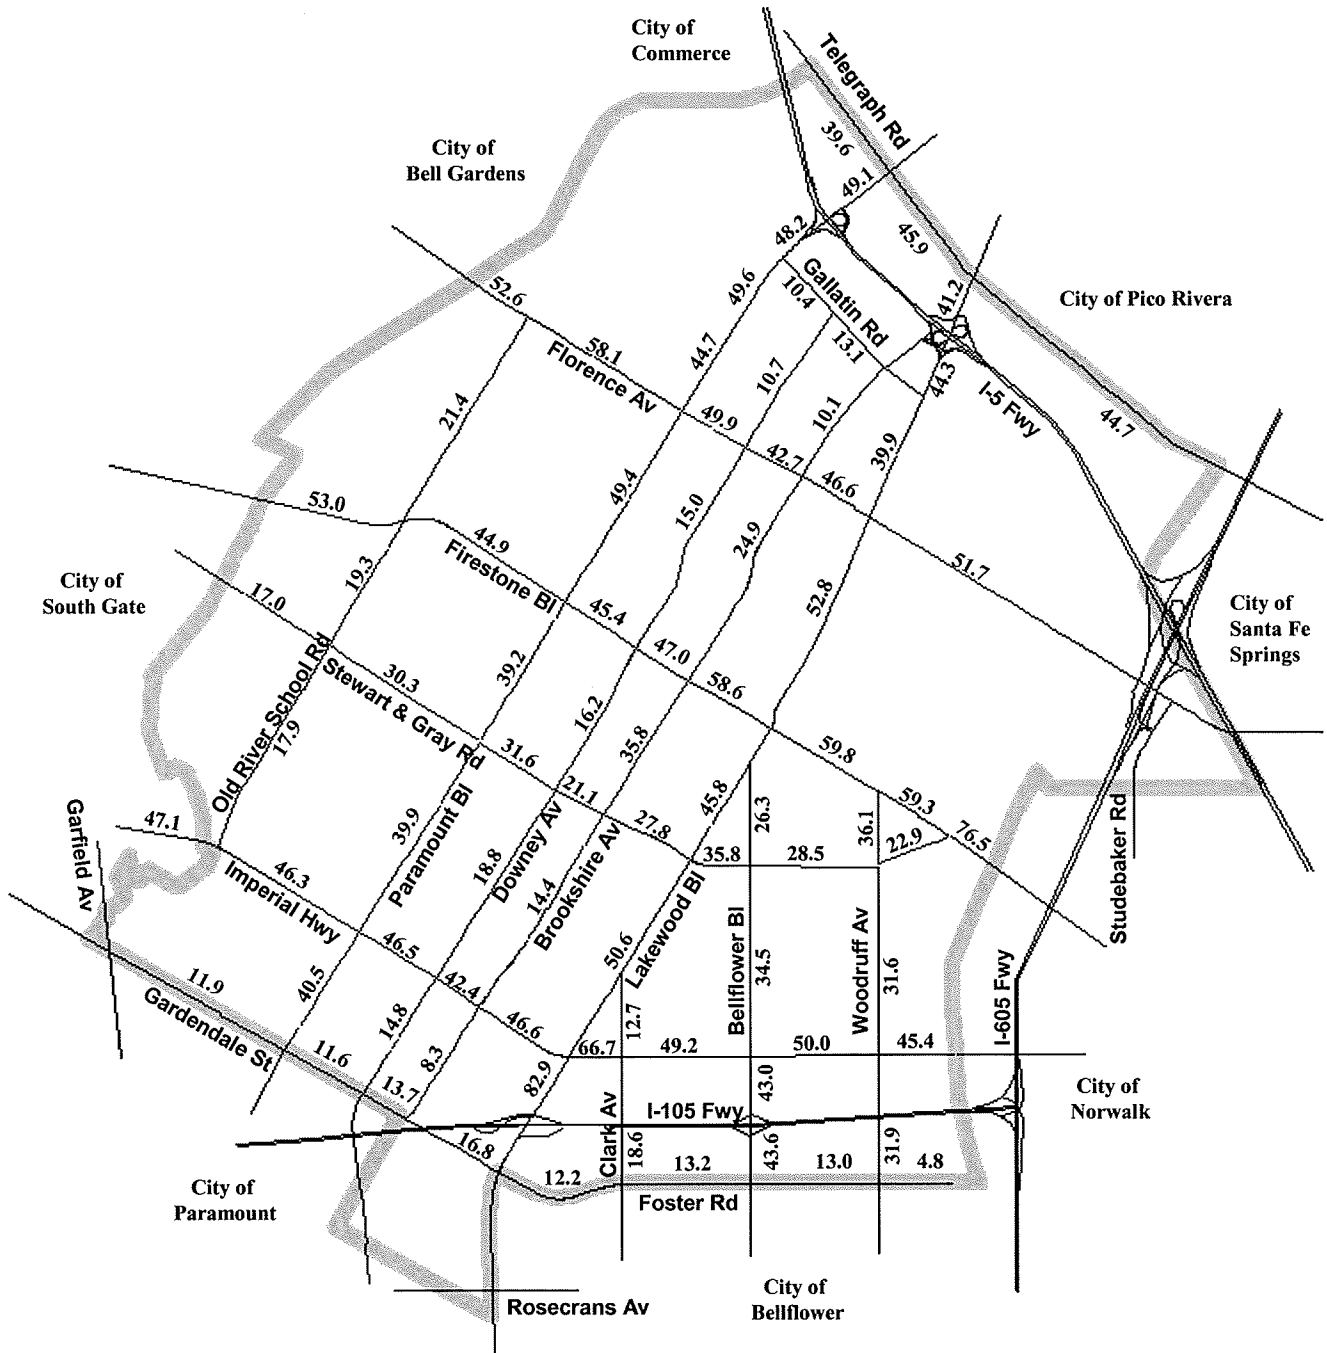 City of
Commerce
Telegraph Rd
39.6
City of
Bell Gardens
49.1
48.2
45.9
Gallatin Rd
49.6
10.4
41.2
City of Pico Rivera
52.6
58.1
Florence Av
44.7
13.1
10.7
44.3
I-5 Fwy
21.4
49.9
10.1
44.7
39.9
42.7
46.6
53.0
49.4
15.0
44.9
Firestone Bl
24.9
51.7
City of
South Gate
19.3
17.0
45.4
52.8
City of
Santa Fe
Springs
47.0
39.2
30.3
58.6
Old River School Rd
Stewart & Gray Rd
17.9
16.2
35.8
31.6
59.8
Garfield Av
47.1
39.9
Paramount Bl
21.1
45.8
26.3
36.1
59.3
27.8
76.5
22.9
Studebaker Rd
46.3
Imperial Hwy
18.8
Downey Av
14.4
Brookshire Av
35.8
28.5
46.5
50.6
Lakewood Bl
Bellflower Bl
34.5
Woodruff Av
31.6
11.9
40.5
42.4
I-605 Fwy
Gardendale St
14.8
46.6
12.7
11.6
8.3
66.7
49.2
50.0
45.4
13.7
82.9
43.0
City of
Norwalk
Clark Av
I-105 Fwy
16.8
18.6
43.6
31.9
12.2
13.2
13.0
4.8
City of
Paramount
Foster Rd
City of
Bellflower
Rosecrans Av